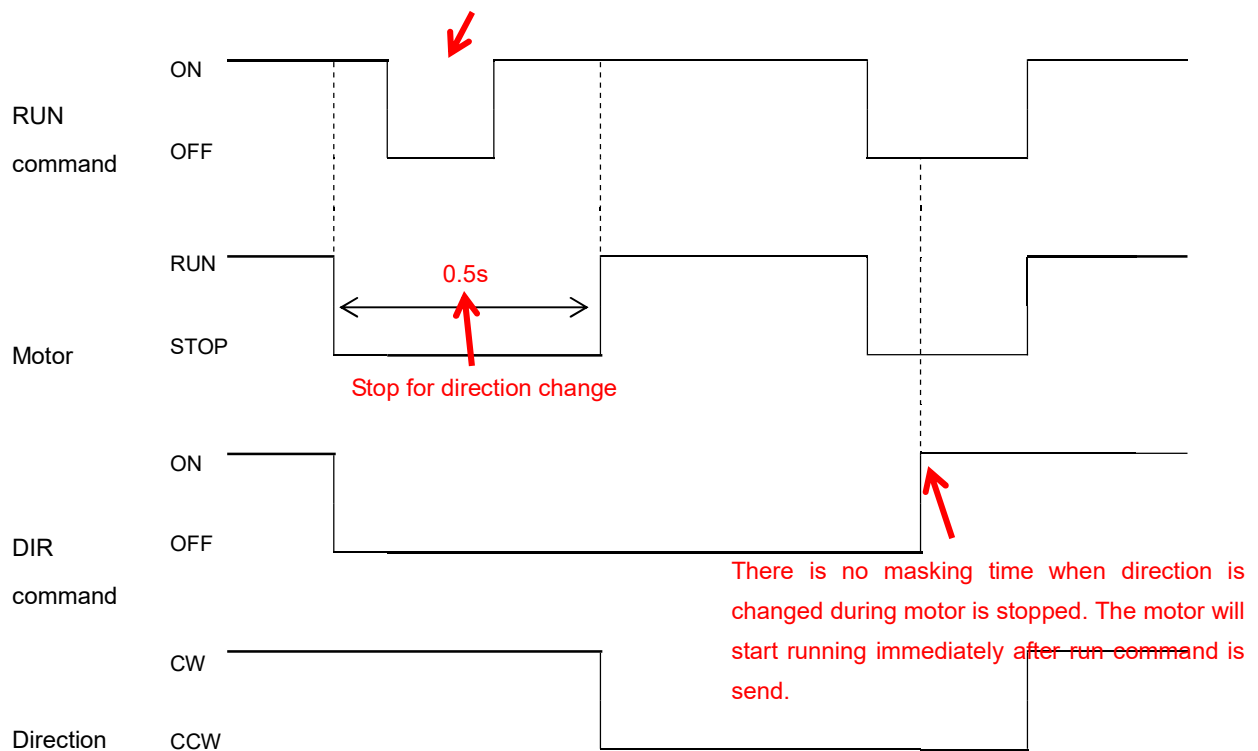 ON
RUN
command
OFF
RUN
0.5s
STOP
Motor
Stop for direction change
ON
OFF
DIR
command
There is no masking time when direction is
changed during motor is stopped. The motor will
start running immediately after run command is
send.
CW
Direction
CCW